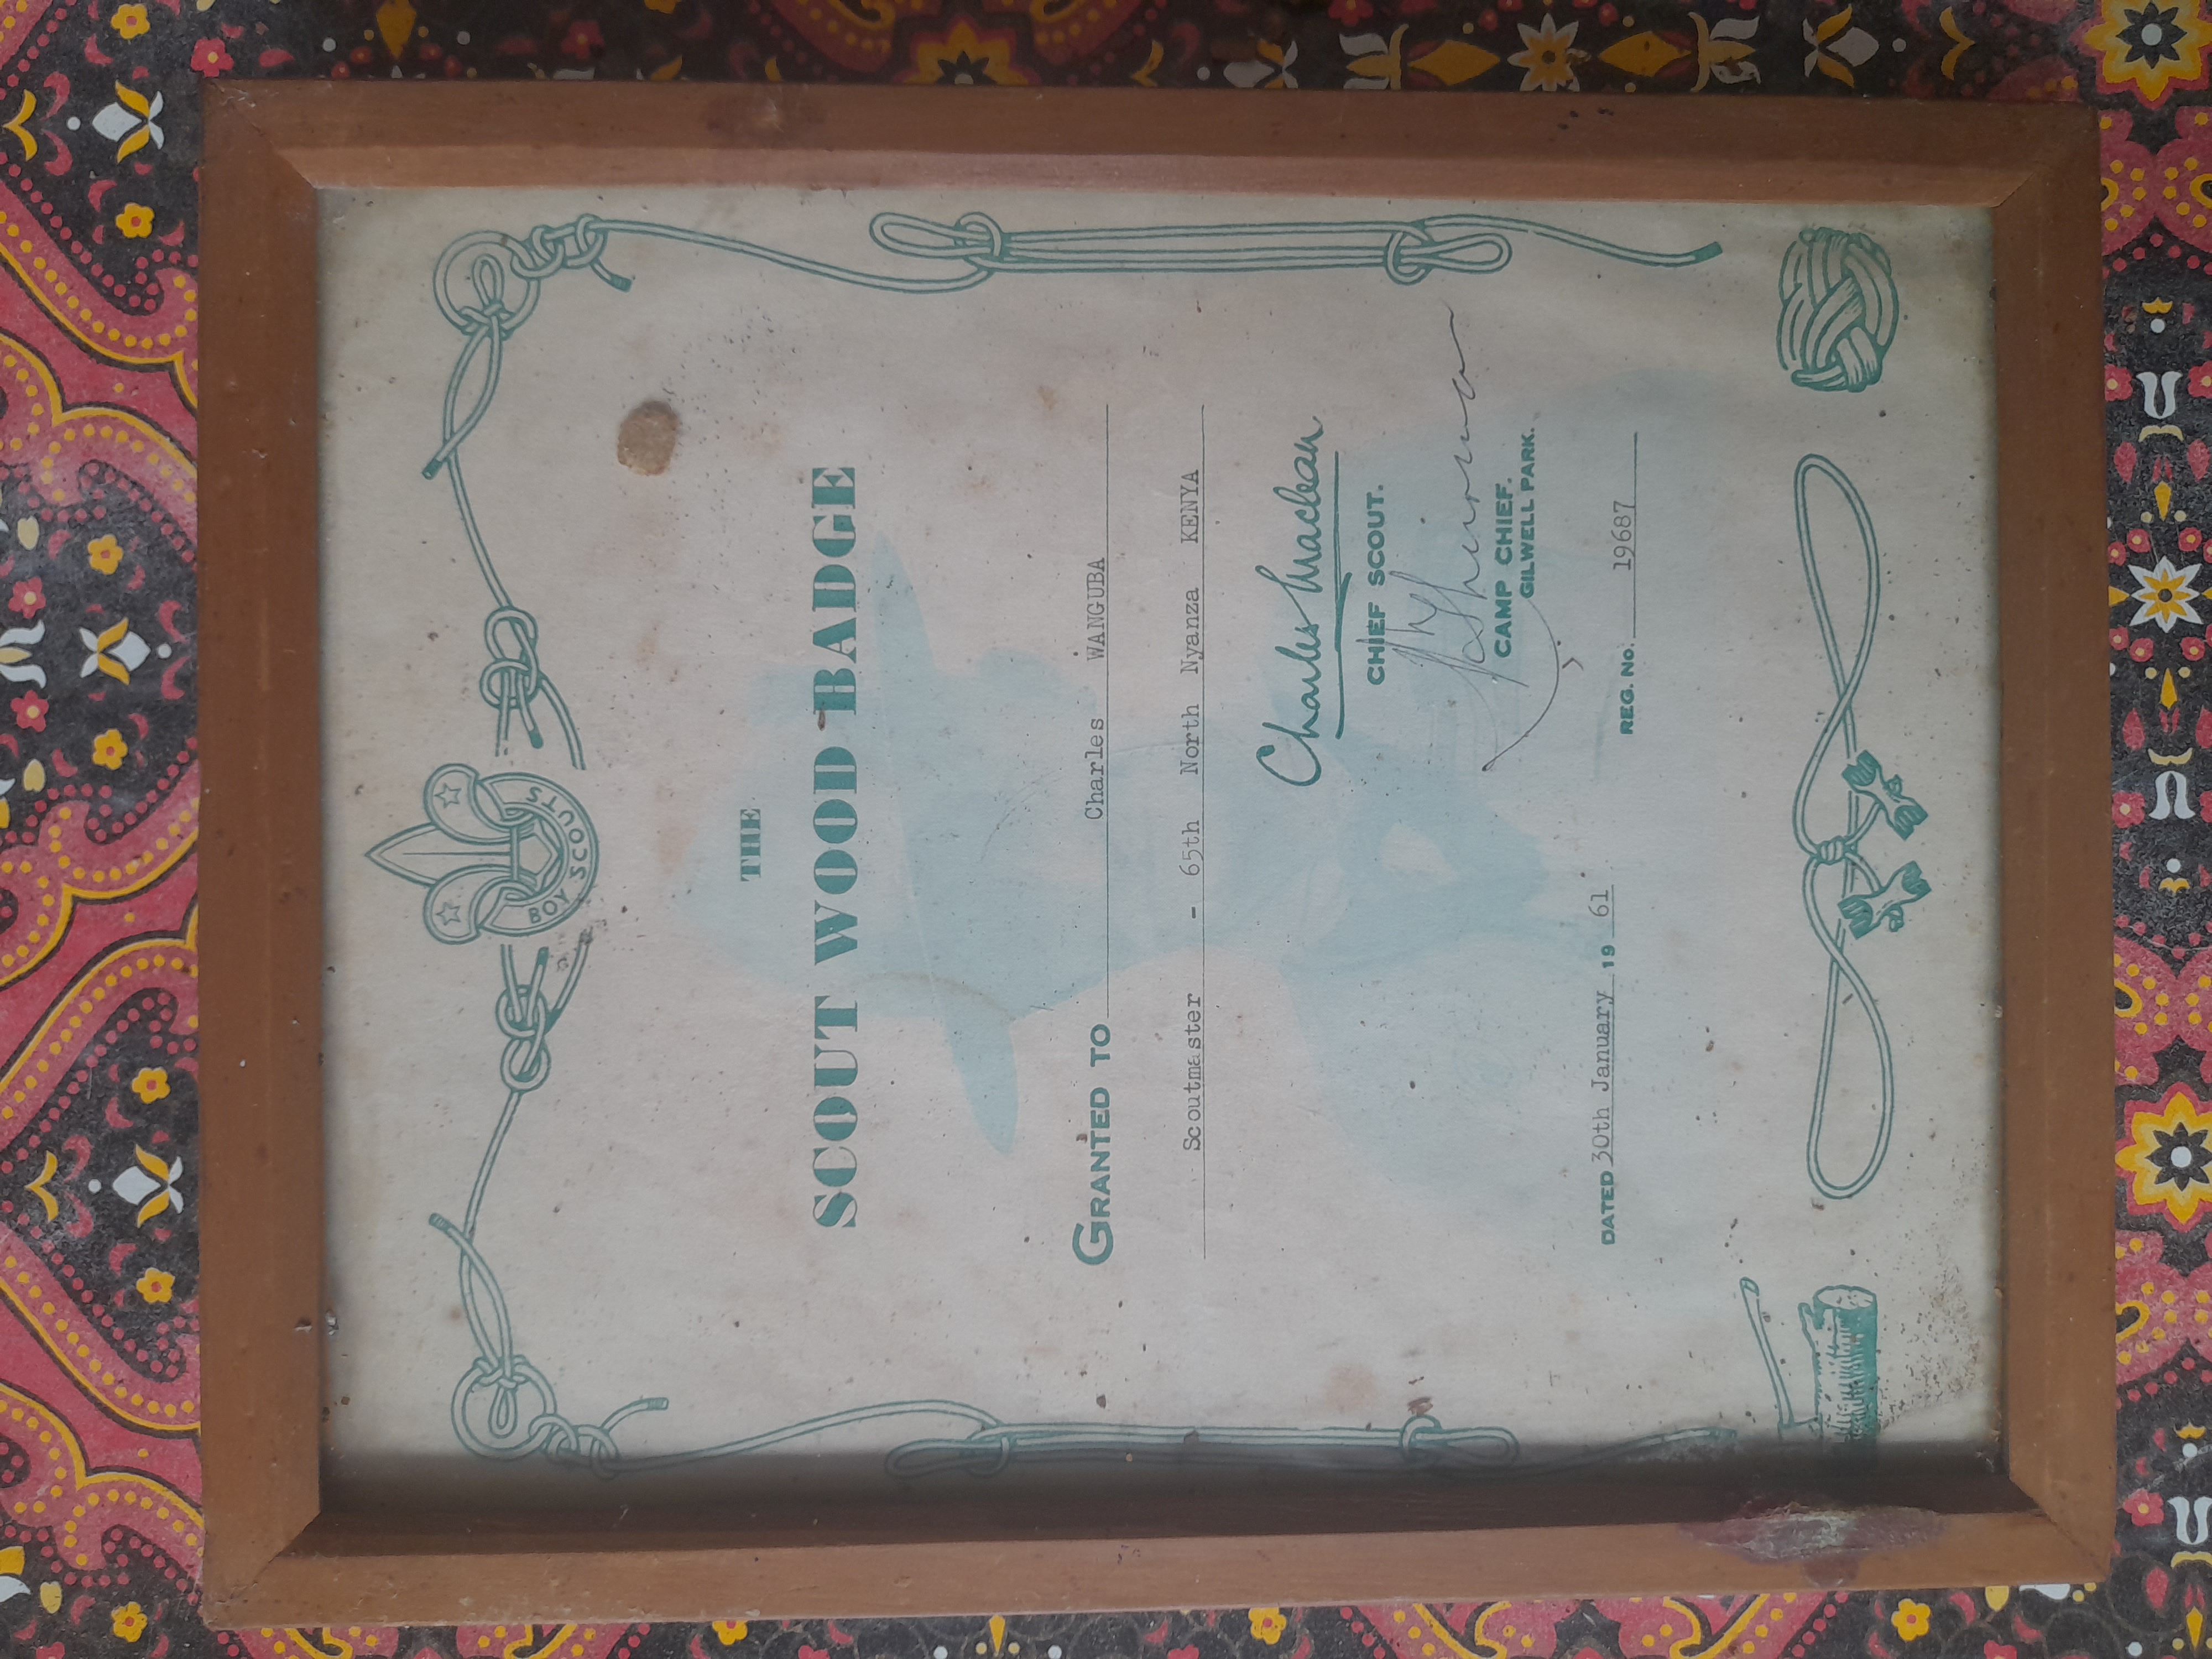 BOY SCOUTS
THE
SCOUT WOOD BADGE
GRANTED TO Charles WANGUBA
Scoutmaster - 65th North Nyanza KENYA
Charles Maclean
CHIEF SCOUT.
CAMP CHIEF.
GILWELL PARK.
DATED 30th January 19 61 REG. No. 19687